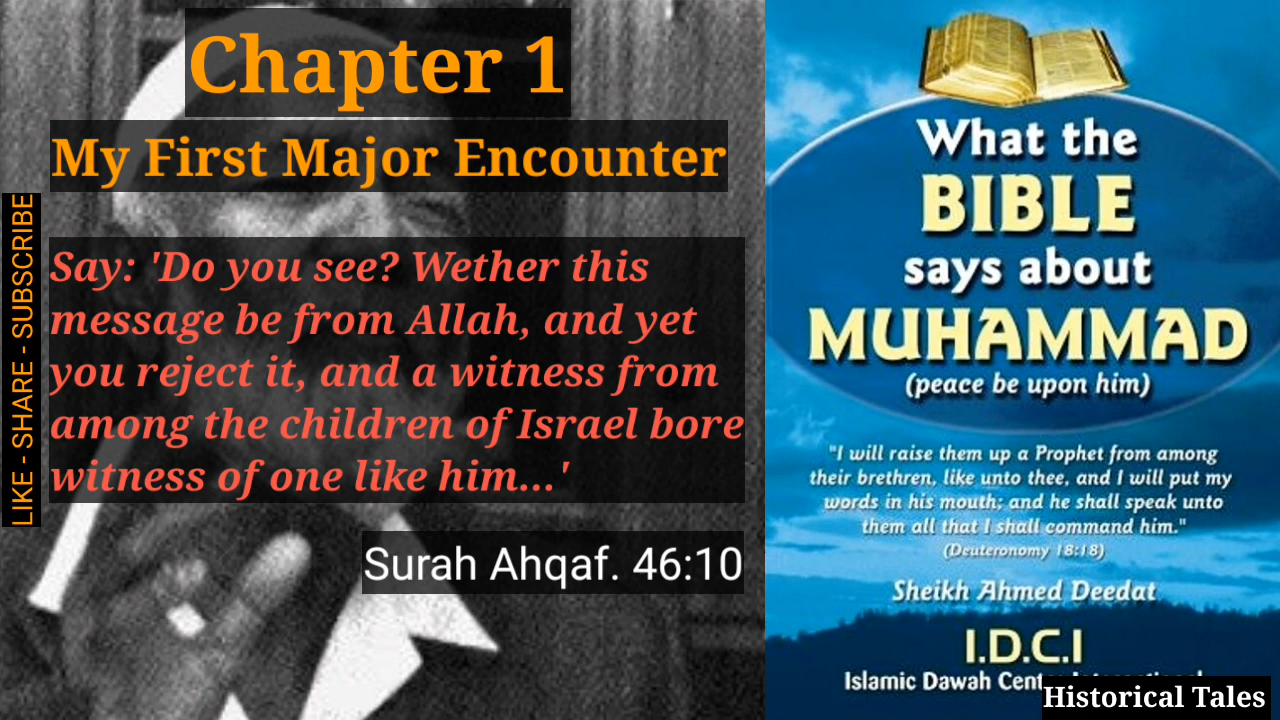 Chapter 1
My First Major Encounter
LIKE - SHARE - SUBSCRIBE
Say: 'Do you see? Wether this
message be from Allah, and yet
you reject it, and a witness from
among the children of Israel bore
witness of one like him...'
Surah Ahqaf. 46:10
What the
BIBLE
says about
MUHAMMAD
(peace be upon him)
"I will raise them up a Prophet from among
their brethren, like unto thee, and I will put my
words in his mouth; and he shall speak unto
them all that I shall command him."
(Deuteronomy 18:18)
Sheikh Ahmed Deedat
I.D.C.I
Islamic Dawah
Historical Tales